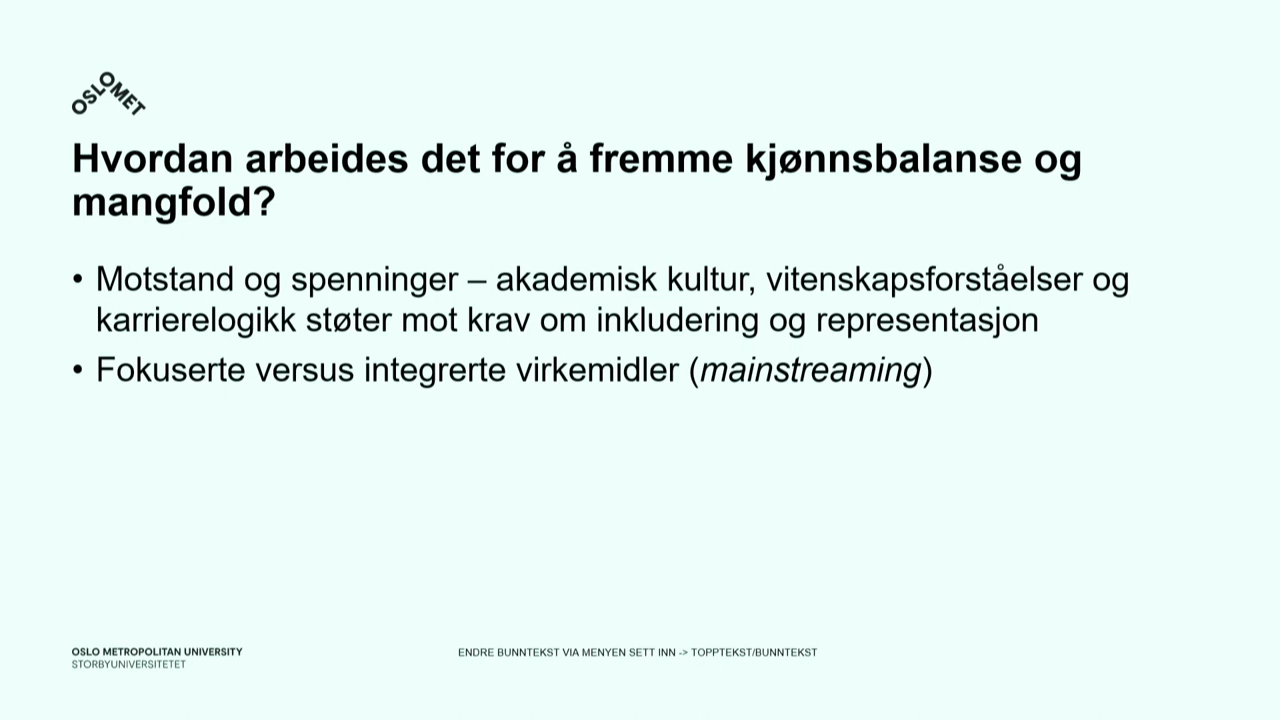 OSLOMET
Hvordan arbeides det for å fremme kjønnsbalanse og
mangfold?
• Motstand og spenninger – akademisk kultur, vitenskapsforståelser og
karrierelogikk støter mot krav om inkludering og representasjon
• Fokuserte versus integrerte virkemidler (mainstreaming)
OSLO METROPOLITAN UNIVERSITY
STORBYUNIVERSITETET
ENDRE BUNNTEKST VIA MENYEN SETT INN -> TOPPTEKST/BUNNTEKST